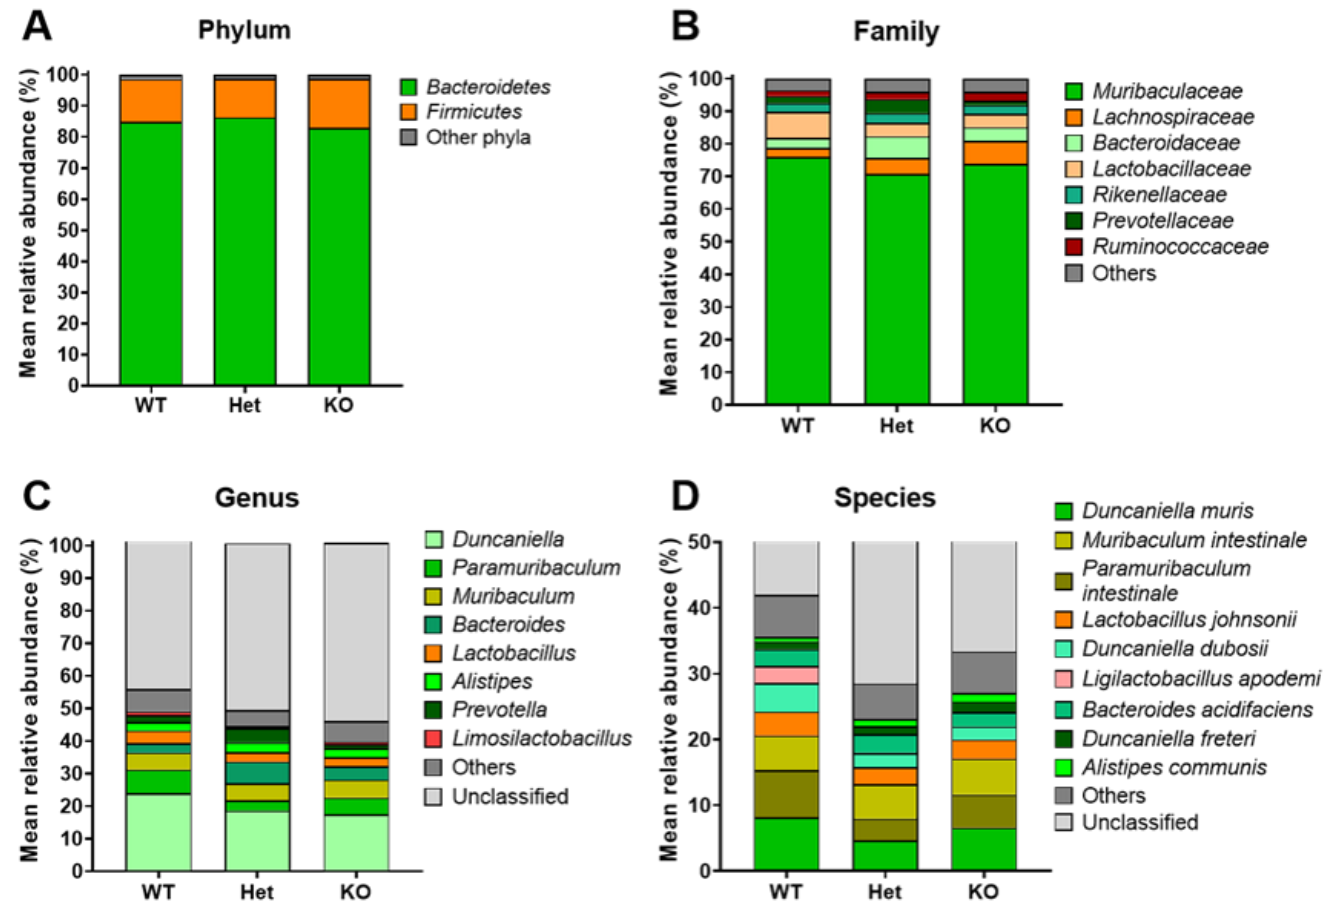 A
Phylum
Mean relative abundance (%)
100
90
80
70
60
50
40
30
20
10
0
WT Het KO
Bacteroidetes
Firmicutes
Other phyla
B
Family
Mean relative abundance (%)
100
90
80
70
60
50
40
30
20
10
0
WT Het KO
Muribaculaceae
Lachnospiraceae
Bacteroidaceae
Lactobacillaceae
Rikenellaceae
Prevotellaceae
Ruminococcaceae
Others
C
Genus
Mean relative abundance (%)
100
90
80
70
60
50
40
30
20
10
0
WT Het KO
Duncaniella
Paramuribaculum
Muribaculum
Bacteroides
Lactobacillus
Alistipes
Prevotella
Limosilactobacillus
Others
Unclassified
D
Species
Mean relative abundance (%)
50
40
30
20
10
0
WT Het KO
Duncaniella muris
Muribaculum intestinale
Paramuribaculum
intestinale
Lactobacillus johnsonii
Duncaniella dubosii
Ligilactobacillus apodemi
Bacteroides acidifaciens
Duncaniella freteri
Alistipes communis
Others
Unclassified